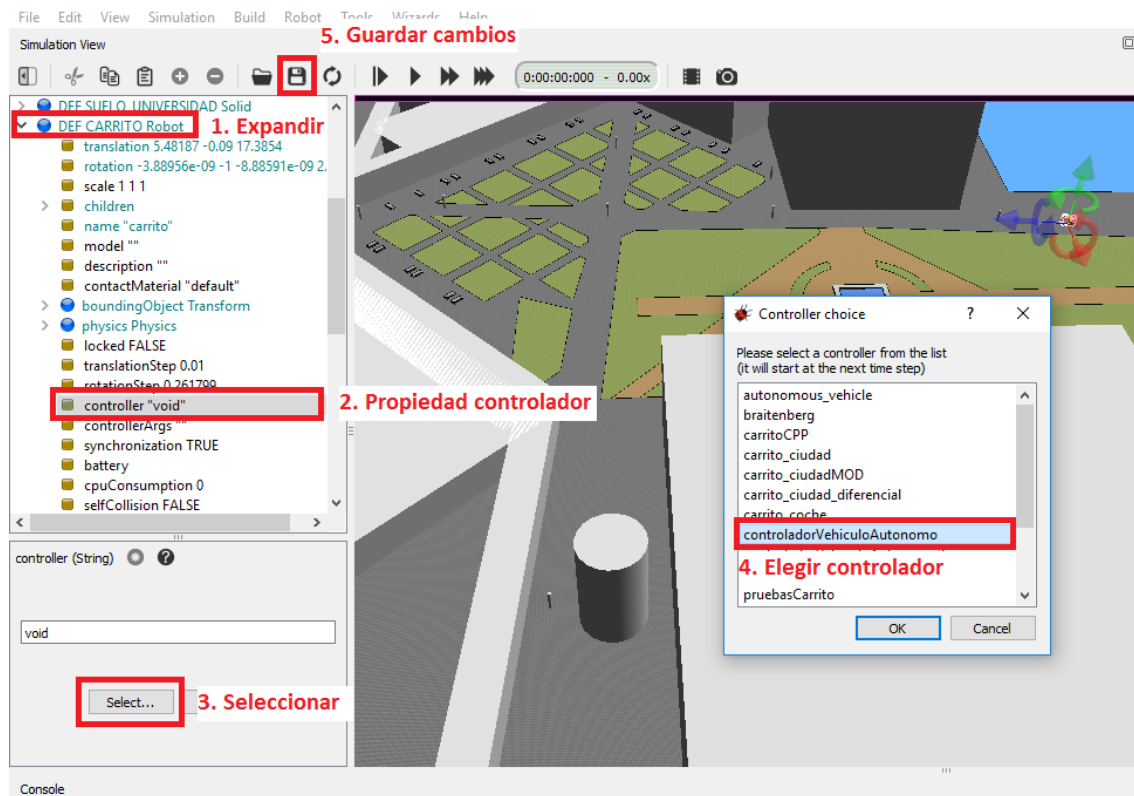 File Edit View Simulation Build Robot Tools Wizards Help
5. Guardar cambios
Simulation View
0:00:00:000 - 0.00x
DEF SUELO_UNIVERSIDAD Solid
DEF CARRITO Robot
1. Expandir
translation 5.48187 -0.09 17.3854
rotation -3.88956e-09 -1 -8.88591e-09 2.
scale 1 1 1
children
name "carrito"
model ""
description ""
contactMaterial "default"
boundingObject Transform
physics Physics
locked FALSE
translationStep 0.01
rotationStep 0.261799
controller "void"
2. Propiedad controlador
controllerArgs ""
synchronization TRUE
battery
cpuConsumption 0
selfCollision FALSE
controller (String)
void
Select...
3. Seleccionar
Console
Controller choice
?
Please select a controller from the list
(it will start at the next time step)
autonomous_vehicle
braitenberg
carritoCPP
carrito_ciudad
carrito_ciudadMOD
carrito_ciudad_diferencial
carrito_coche
controladorVehiculoAutonomo
4. Elegir controlador
pruebasCarrito
OK
Cancel